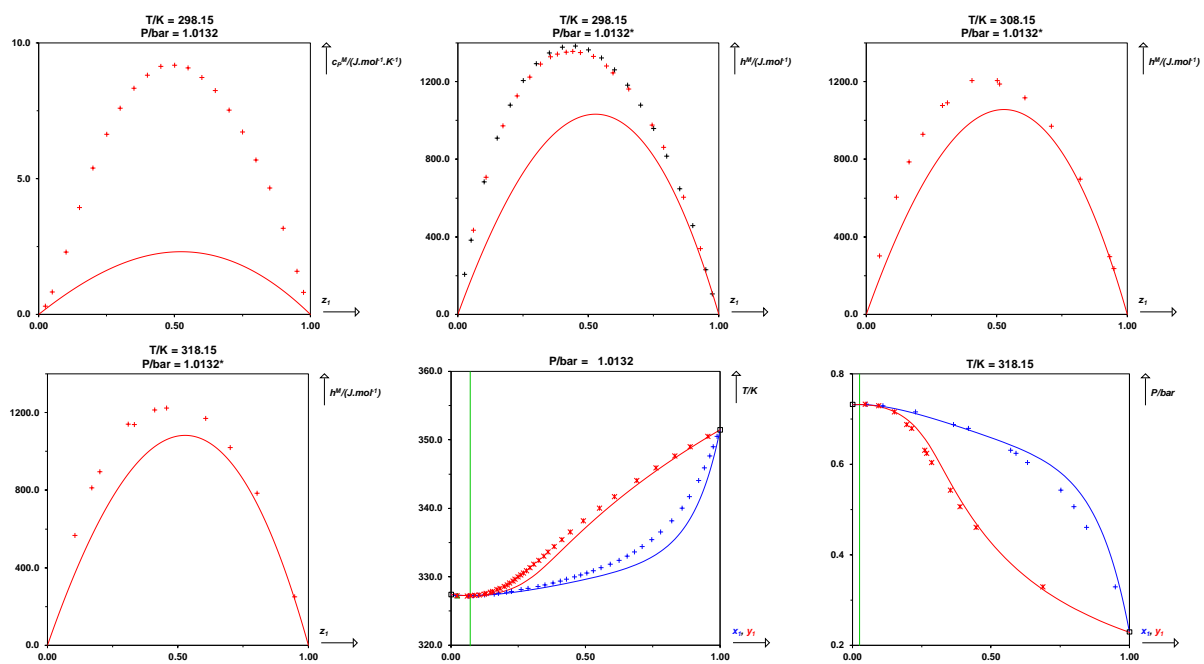 T/K = 298.15
P/bar = 1.0132
10.0
5.0
0.0
0.00
0.50
1.00
cₚᴹ/(J.mol⁻¹.K⁻¹)
z₁
T/K = 298.15
P/bar = 1.0132*
1200.0
800.0
400.0
0.0
0.00
0.50
1.00
hᴹ/(J.mol⁻¹)
z₁
T/K = 308.15
P/bar = 1.0132*
1200.0
800.0
400.0
0.0
0.00
0.50
1.00
hᴹ/(J.mol⁻¹)
z₁
T/K = 318.15
P/bar = 1.0132*
1200.0
800.0
400.0
0.0
0.00
0.50
1.00
hᴹ/(J.mol⁻¹)
z₁
P/bar = 1.0132
360.0
350.0
340.0
330.0
320.0
0.00
0.50
1.00
T/K
x₁, y₁
T/K = 318.15
0.8
0.6
0.4
0.2
0.00
0.50
1.00
P/bar
x₁, y₁